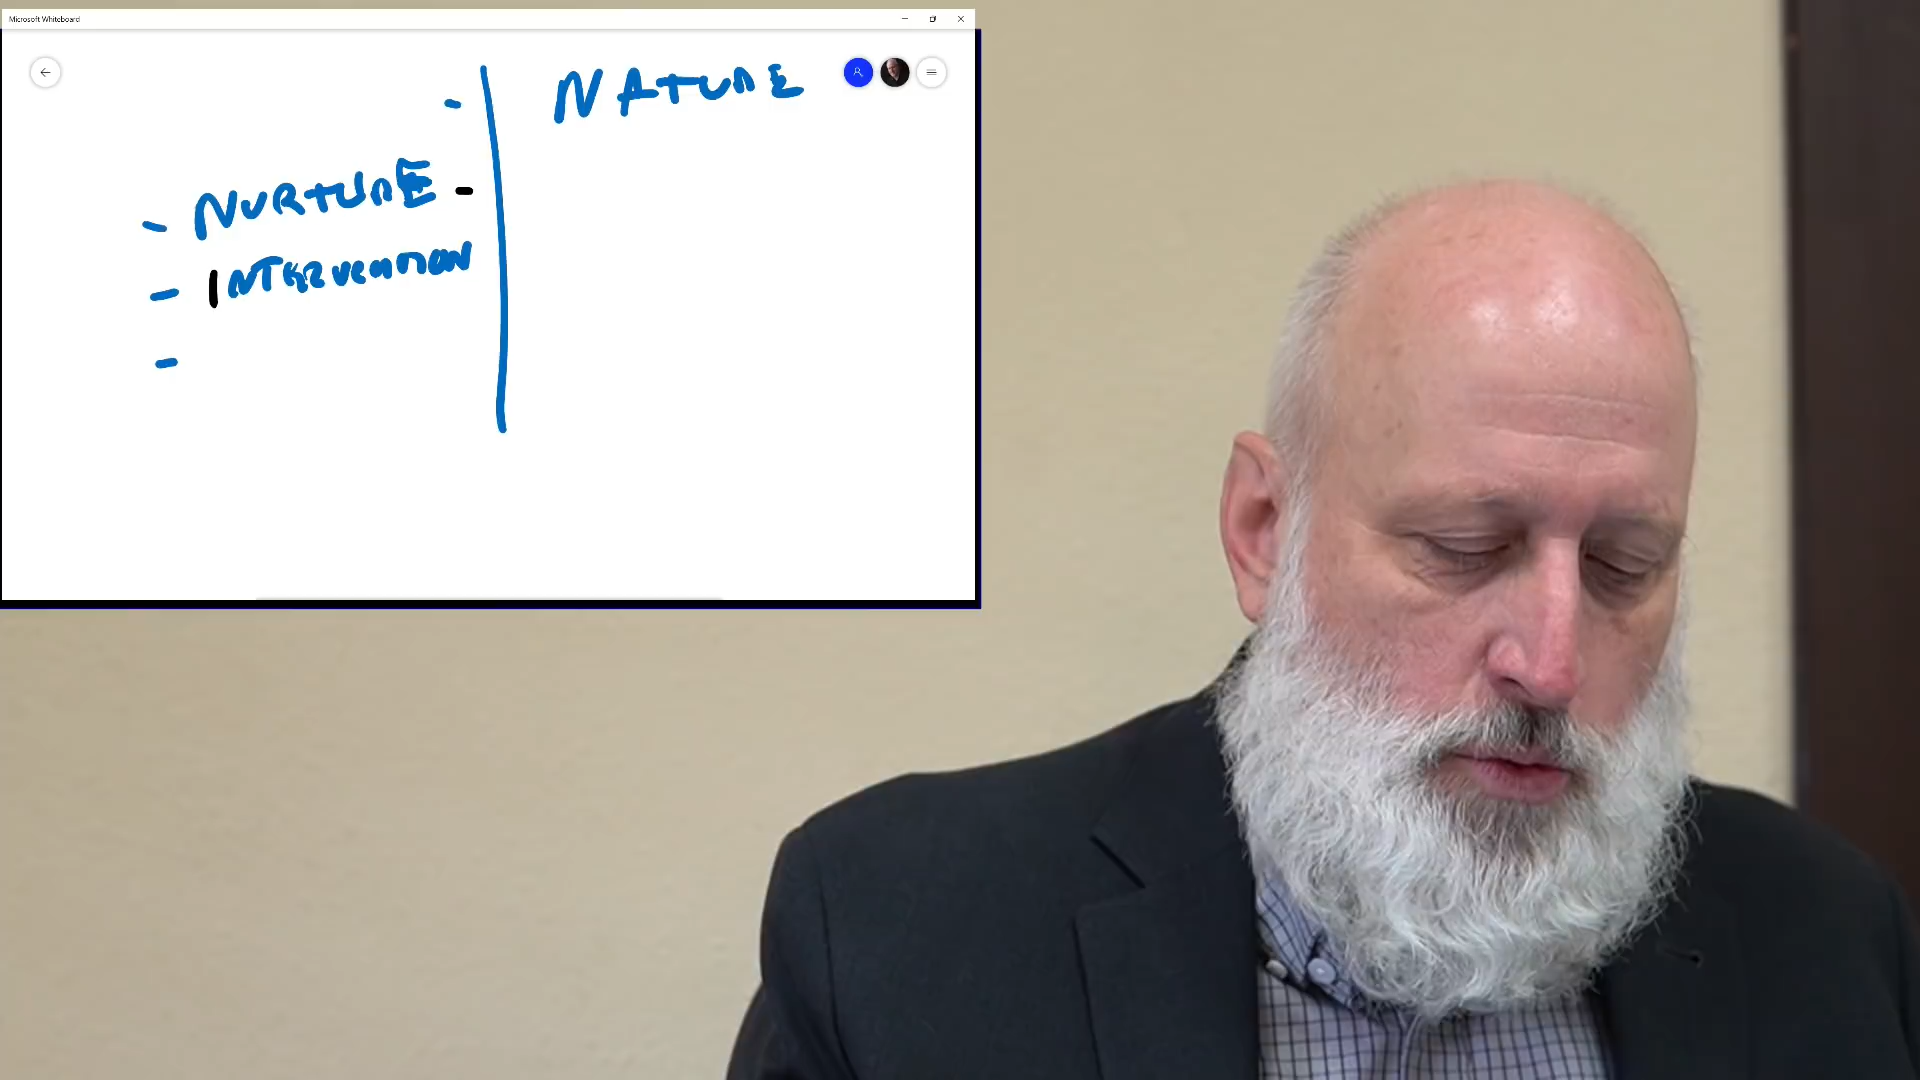 Microsoft Whiteboard
NATURE
- NURTURE -
- INTERVENTION
-